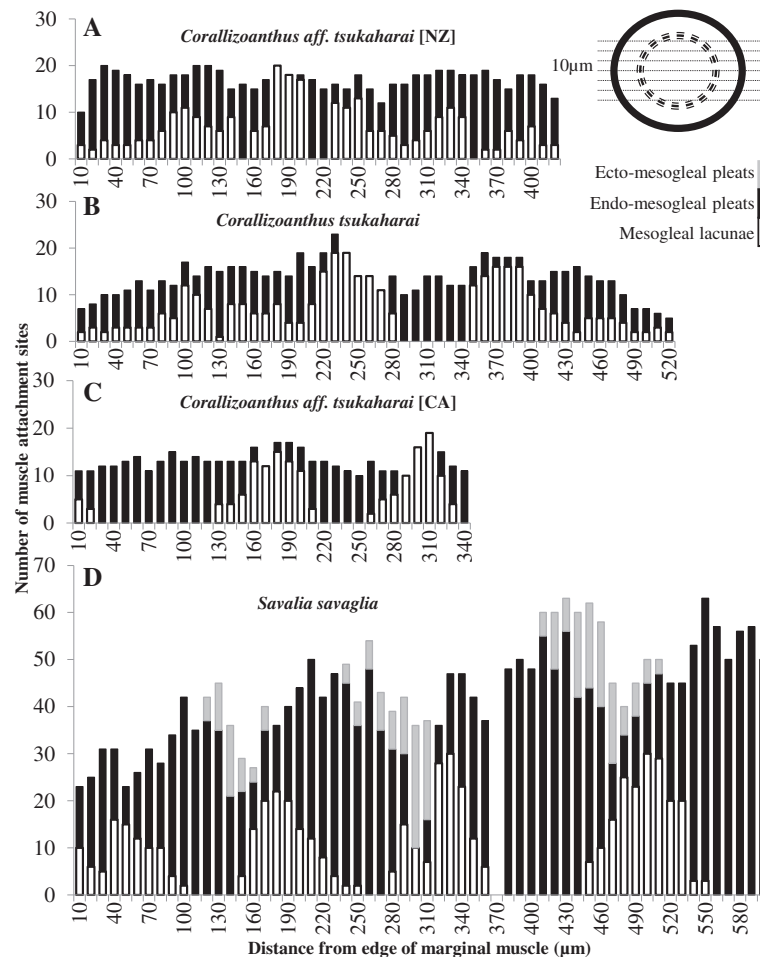 A
Corallizoanthus aff. tsukaharai [NZ]
30
20
10
0
10 40 70 100 130 160 190 220 250 280 310 340 370 400
10µm
Ecto-mesogleal pleats
Endo-mesogleal pleats
Mesogleal lacunae
B
Corallizoanthus tsukaharai
30
20
10
0
10 40 70 100 130 160 190 220 250 280 310 340 370 400 430 460 490 520
C
Corallizoanthus aff. tsukaharai [CA]
30
20
10
0
10 40 70 100 130 160 190 220 250 280 310 340
Number of muscle attachment sites
D
Savalia savaglia
70
60
50
40
30
20
10
0
10 40 70 100 130 160 190 220 250 280 310 340 370 400 430 460 490 520 550 580
Distance from edge of marginal muscle (µm)